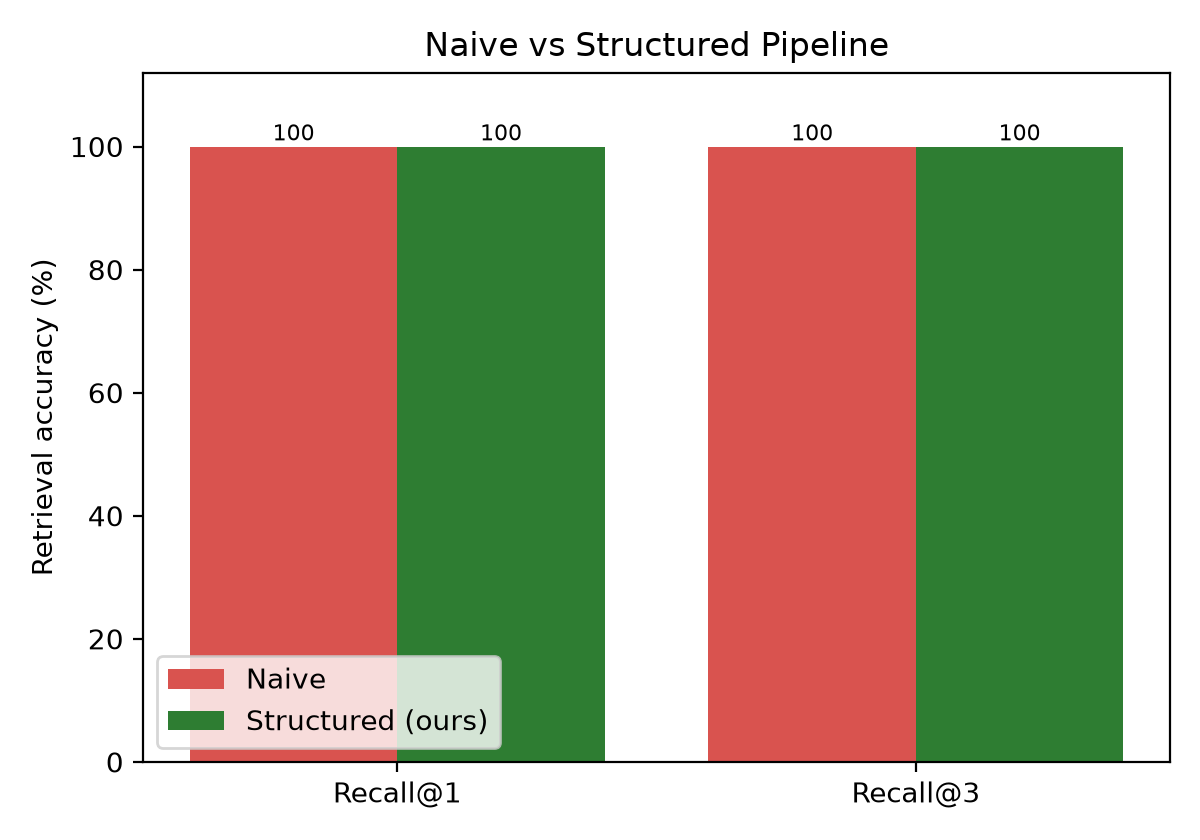 Naive vs Structured Pipeline
100 100 100 100
Retrieval accuracy (%)
100
80
60
40
20
0
Naive
Structured (ours)
Recall@1 Recall@3